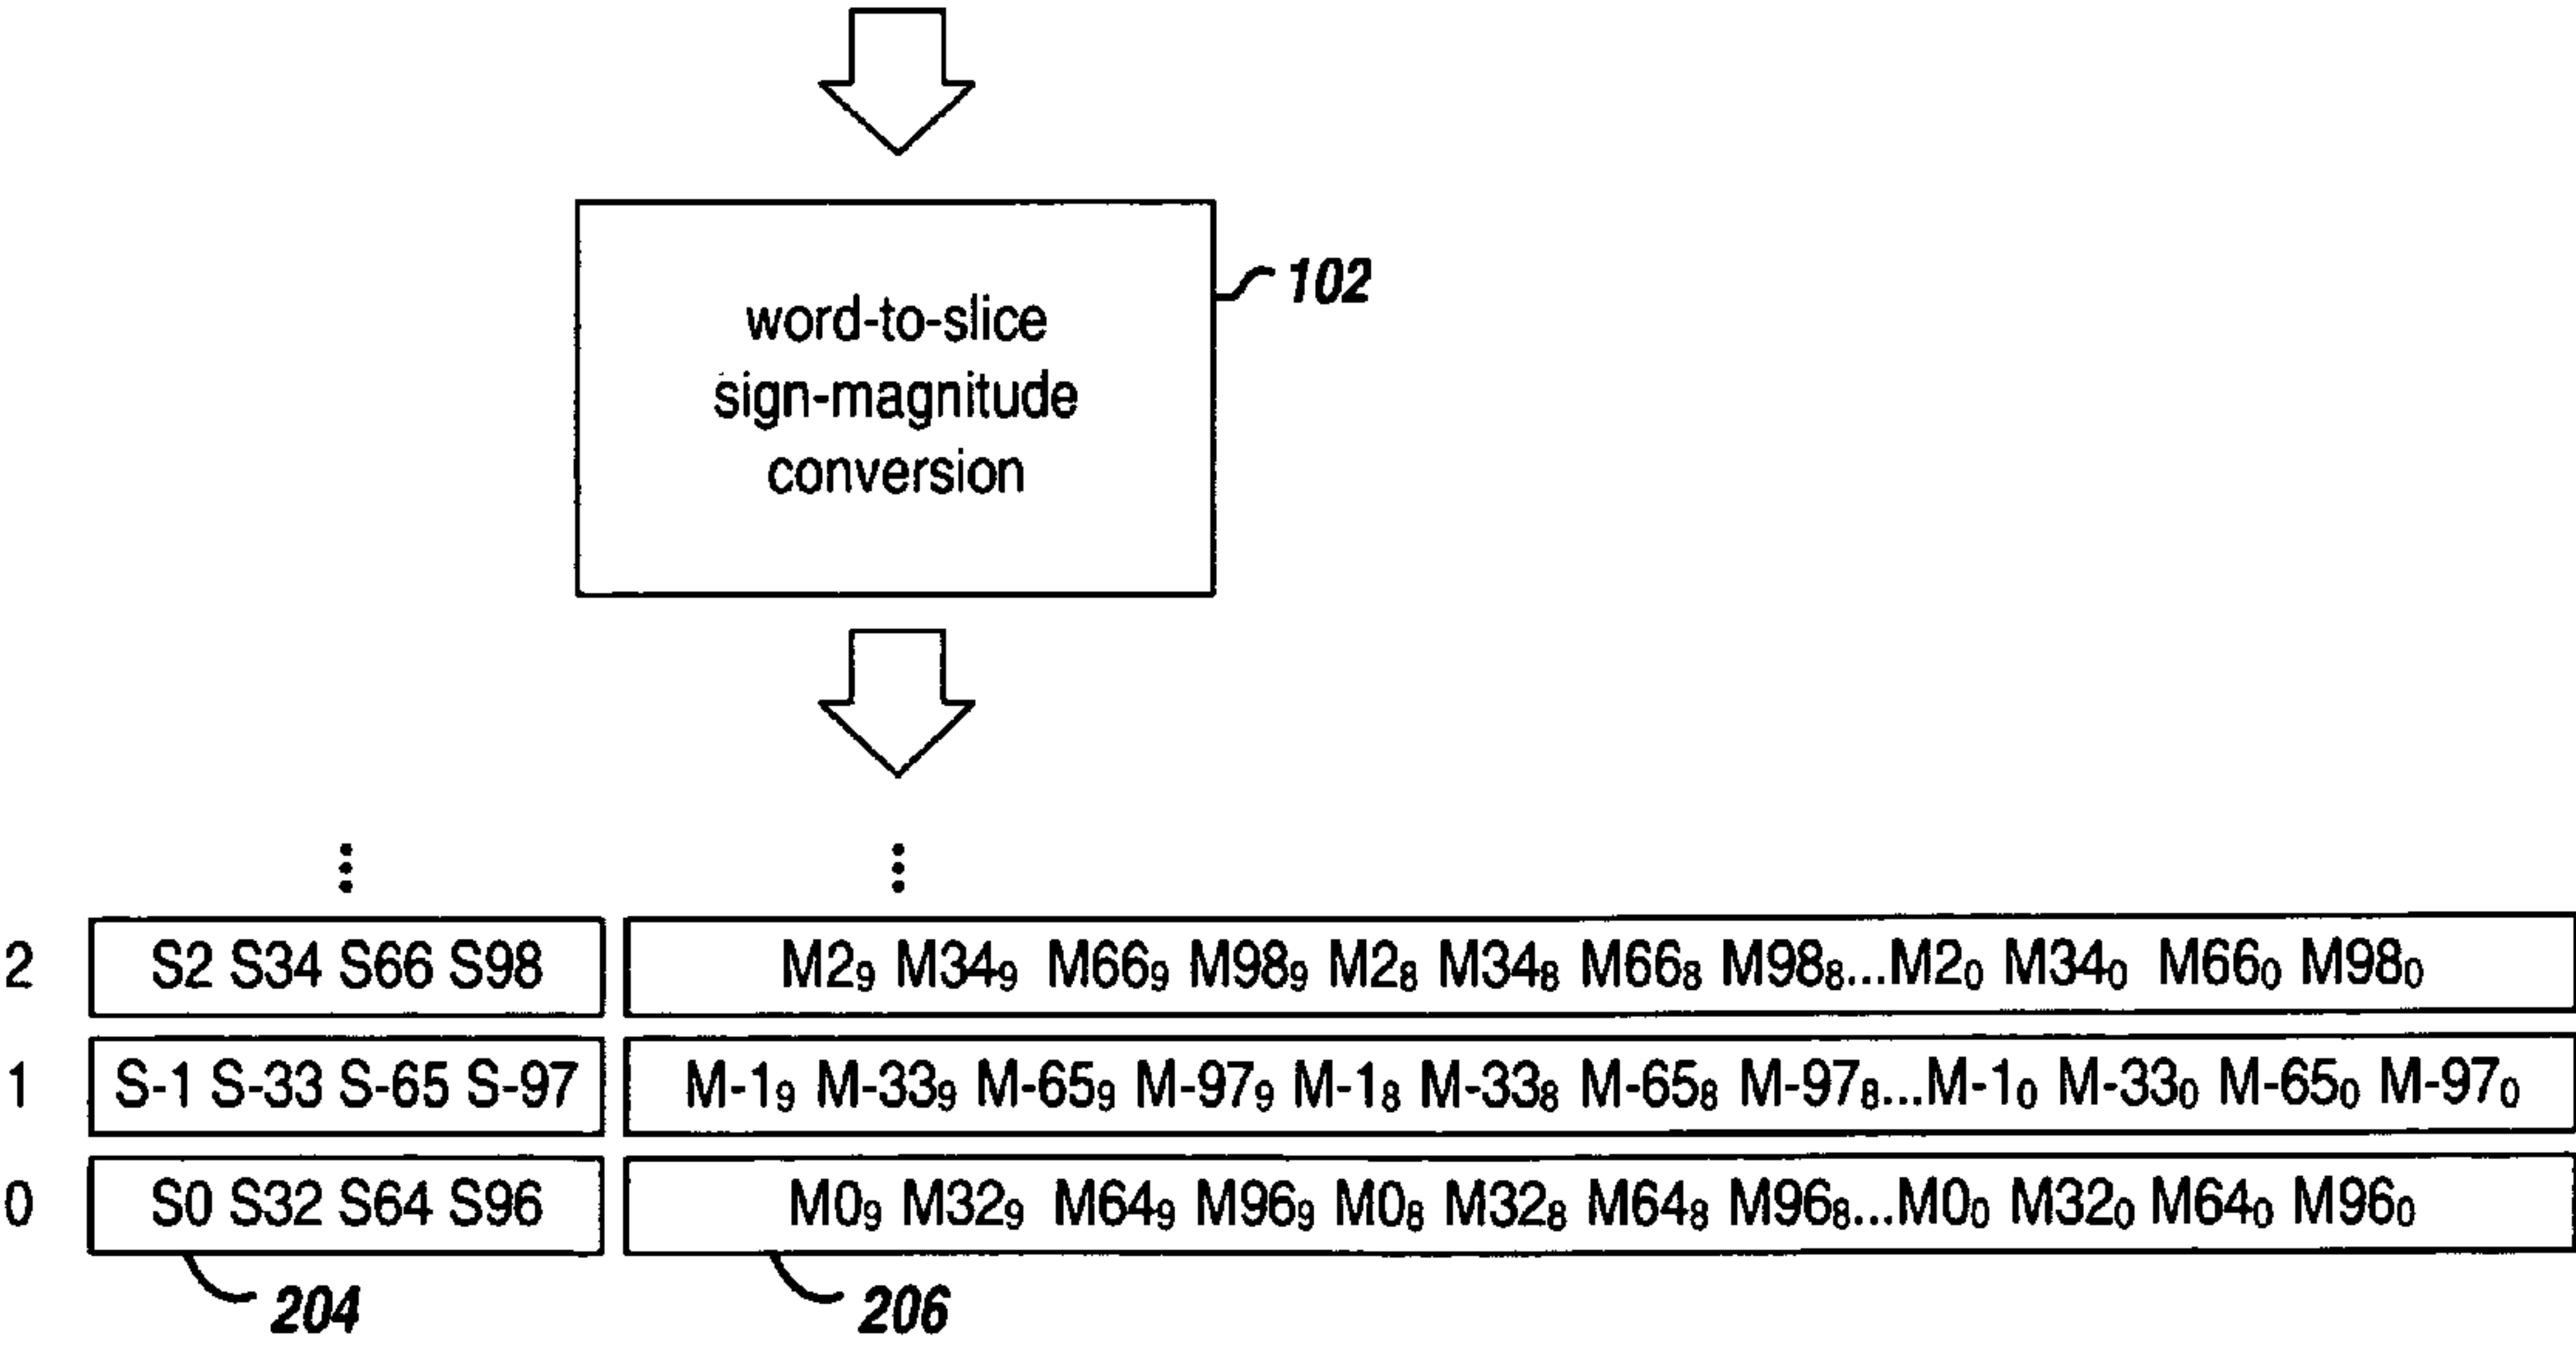 word-to-slice
sign-magnitude
conversion
102
2 S2 S34 S66 S98 M2₉ M34₉ M66₉ M98₉ M2₈ M34₈ M66₈ M98₈...M2₀ M34₀ M66₀ M98₀
1 S-1 S-33 S-65 S-97 M-1₉ M-33₉ M-65₉ M-97₉ M-1₈ M-33₈ M-65₈ M-97₈...M-1₀ M-33₀ M-65₀ M-97₀
0 S0 S32 S64 S96 M0₉ M32₉ M64₉ M96₉ M0₈ M32₈ M64₈ M96₈...M0₀ M32₀ M64₀ M96₀
204 206